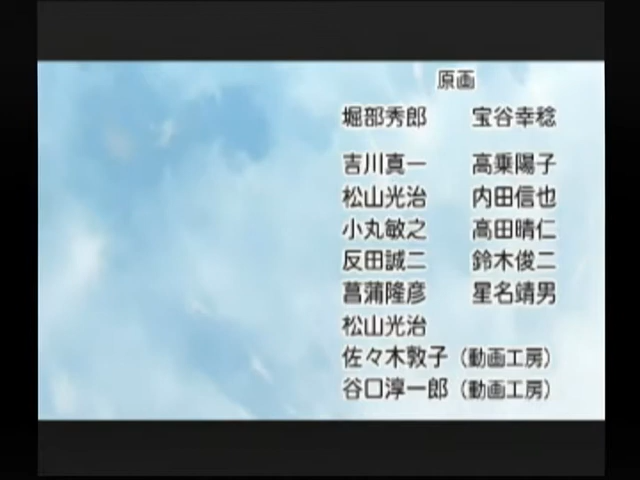 原画
堀部秀郎 宝谷幸稔
吉川真一 高乗陽子
松山光治 内田信也
小丸敏之 高田晴仁
反田誠二 鈴木俊二
菖蒲隆彦 星名靖男
松山光治
佐々木敦子（動画工房）
谷口淳一郎（動画工房）